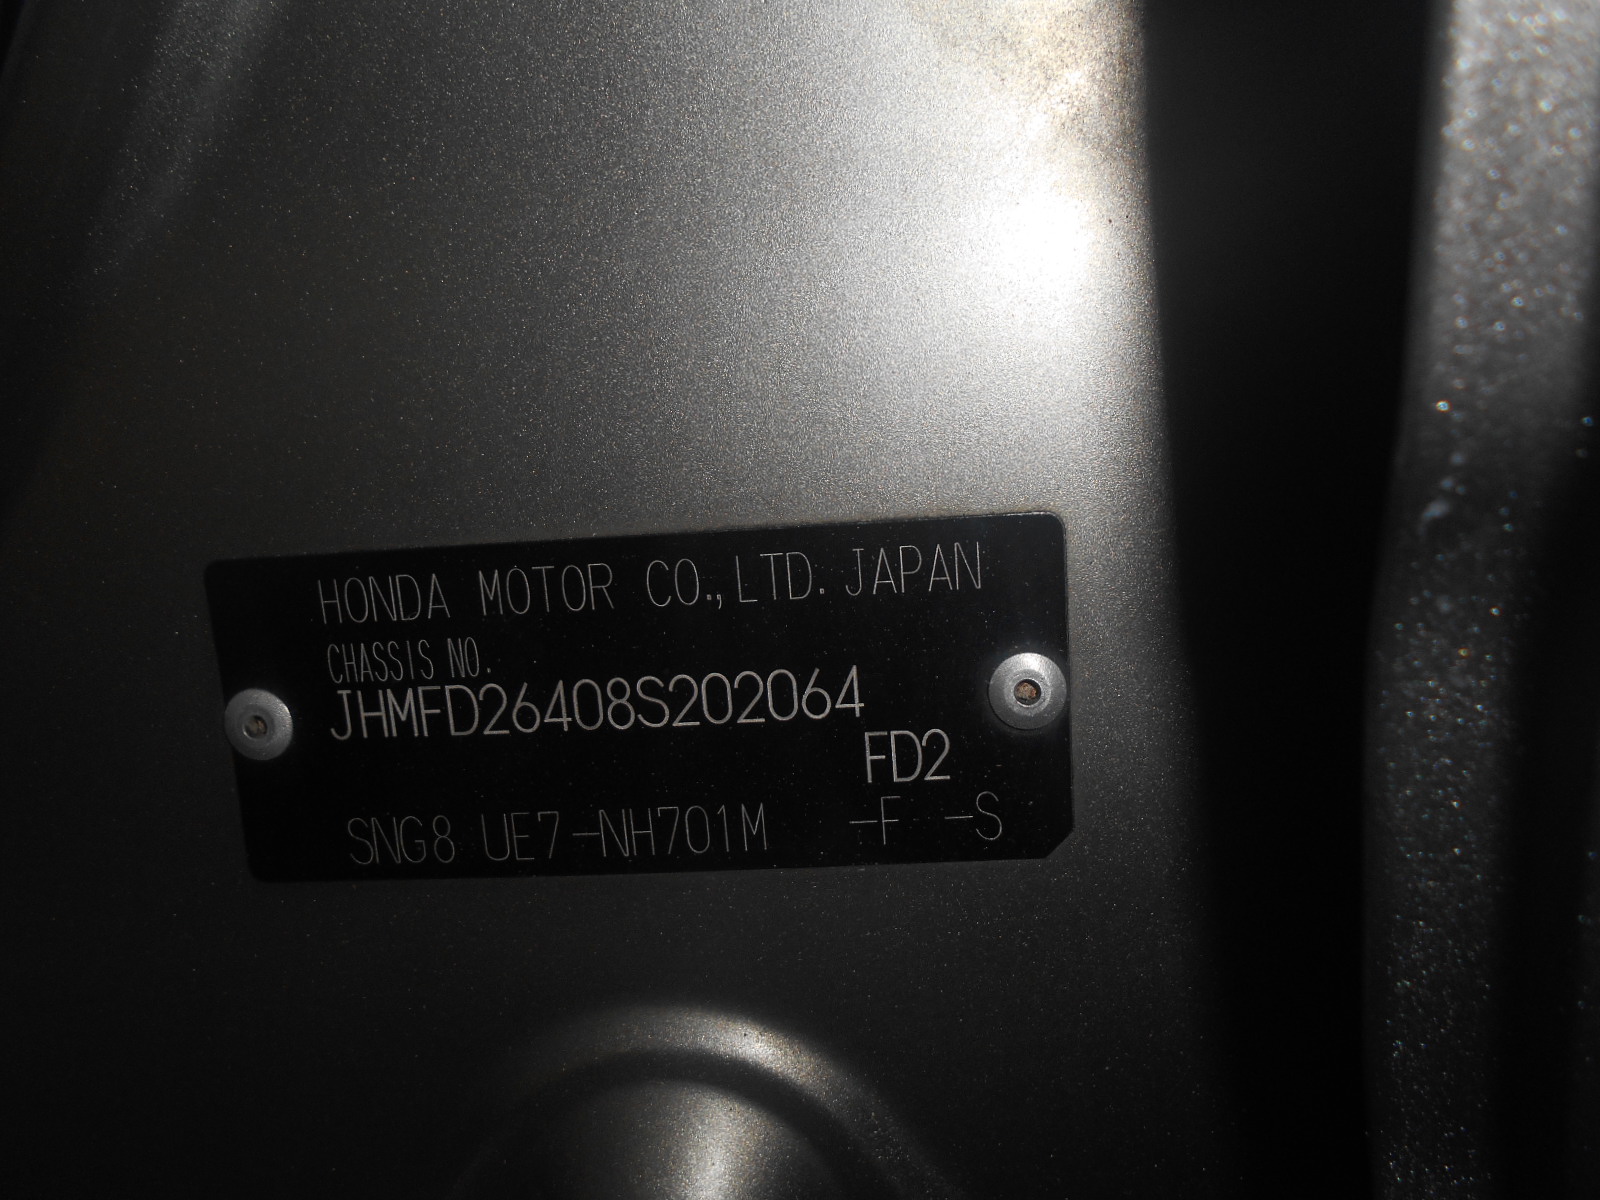 HONDA MOTOR CO.,LTD. JAPAN
CHASSIS NO.
JHMFD26408S202064
FD2
SNG8 UE7-NH701M -F -S